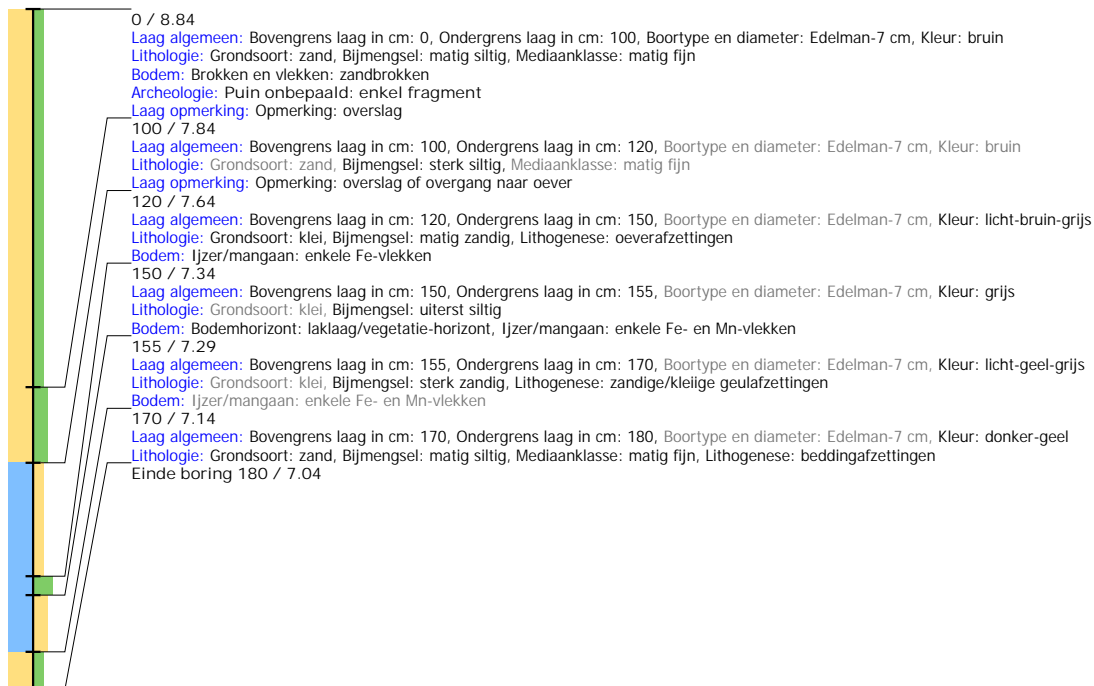 0 / 8.84
Laag algemeen: Bovengrens laag in cm: 0, Ondergrens laag in cm: 100, Boortype en diameter: Edelman-7 cm, Kleur: bruin
Lithologie: Grondsoort: zand, Bijmengsel: matig siltig, Mediaanklasse: matig fijn
Bodem: Brokken en vlekken: zandbrokken
Archeologie: Puin onbepaald: enkel fragment
Laag opmerking: Opmerking: overslag
100 / 7.84
Laag algemeen: Bovengrens laag in cm: 100, Ondergrens laag in cm: 120, Boortype en diameter: Edelman-7 cm, Kleur: bruin
Lithologie: Grondsoort: zand, Bijmengsel: sterk siltig, Mediaanklasse: matig fijn
Laag opmerking: Opmerking: overslag of overgang naar oever
120 / 7.64
Laag algemeen: Bovengrens laag in cm: 120, Ondergrens laag in cm: 150, Boortype en diameter: Edelman-7 cm, Kleur: licht-bruin-grijs
Lithologie: Grondsoort: klei, Bijmengsel: matig zandig, Lithogenese: oeverafzettingen
Bodem: Ijzer/mangaan: enkele Fe-vlekken
150 / 7.34
Laag algemeen: Bovengrens laag in cm: 150, Ondergrens laag in cm: 155, Boortype en diameter: Edelman-7 cm, Kleur: grijs
Lithologie: Grondsoort: klei, Bijmengsel: uiterst siltig
Bodem: Bodemhorizont: laklaag/vegetatie-horizont, Ijzer/mangaan: enkele Fe- en Mn-vlekken
155 / 7.29
Laag algemeen: Bovengrens laag in cm: 155, Ondergrens laag in cm: 170, Boortype en diameter: Edelman-7 cm, Kleur: licht-geel-grijs
Lithologie: Grondsoort: klei, Bijmengsel: sterk zandig, Lithogenese: zandige/kleiige geulafzettingen
Bodem: Ijzer/mangaan: enkele Fe- en Mn-vlekken
170 / 7.14
Laag algemeen: Bovengrens laag in cm: 170, Ondergrens laag in cm: 180, Boortype en diameter: Edelman-7 cm, Kleur: donker-geel
Lithologie: Grondsoort: zand, Bijmengsel: matig siltig, Mediaanklasse: matig fijn, Lithogenese: beddingafzettingen
Einde boring 180 / 7.04